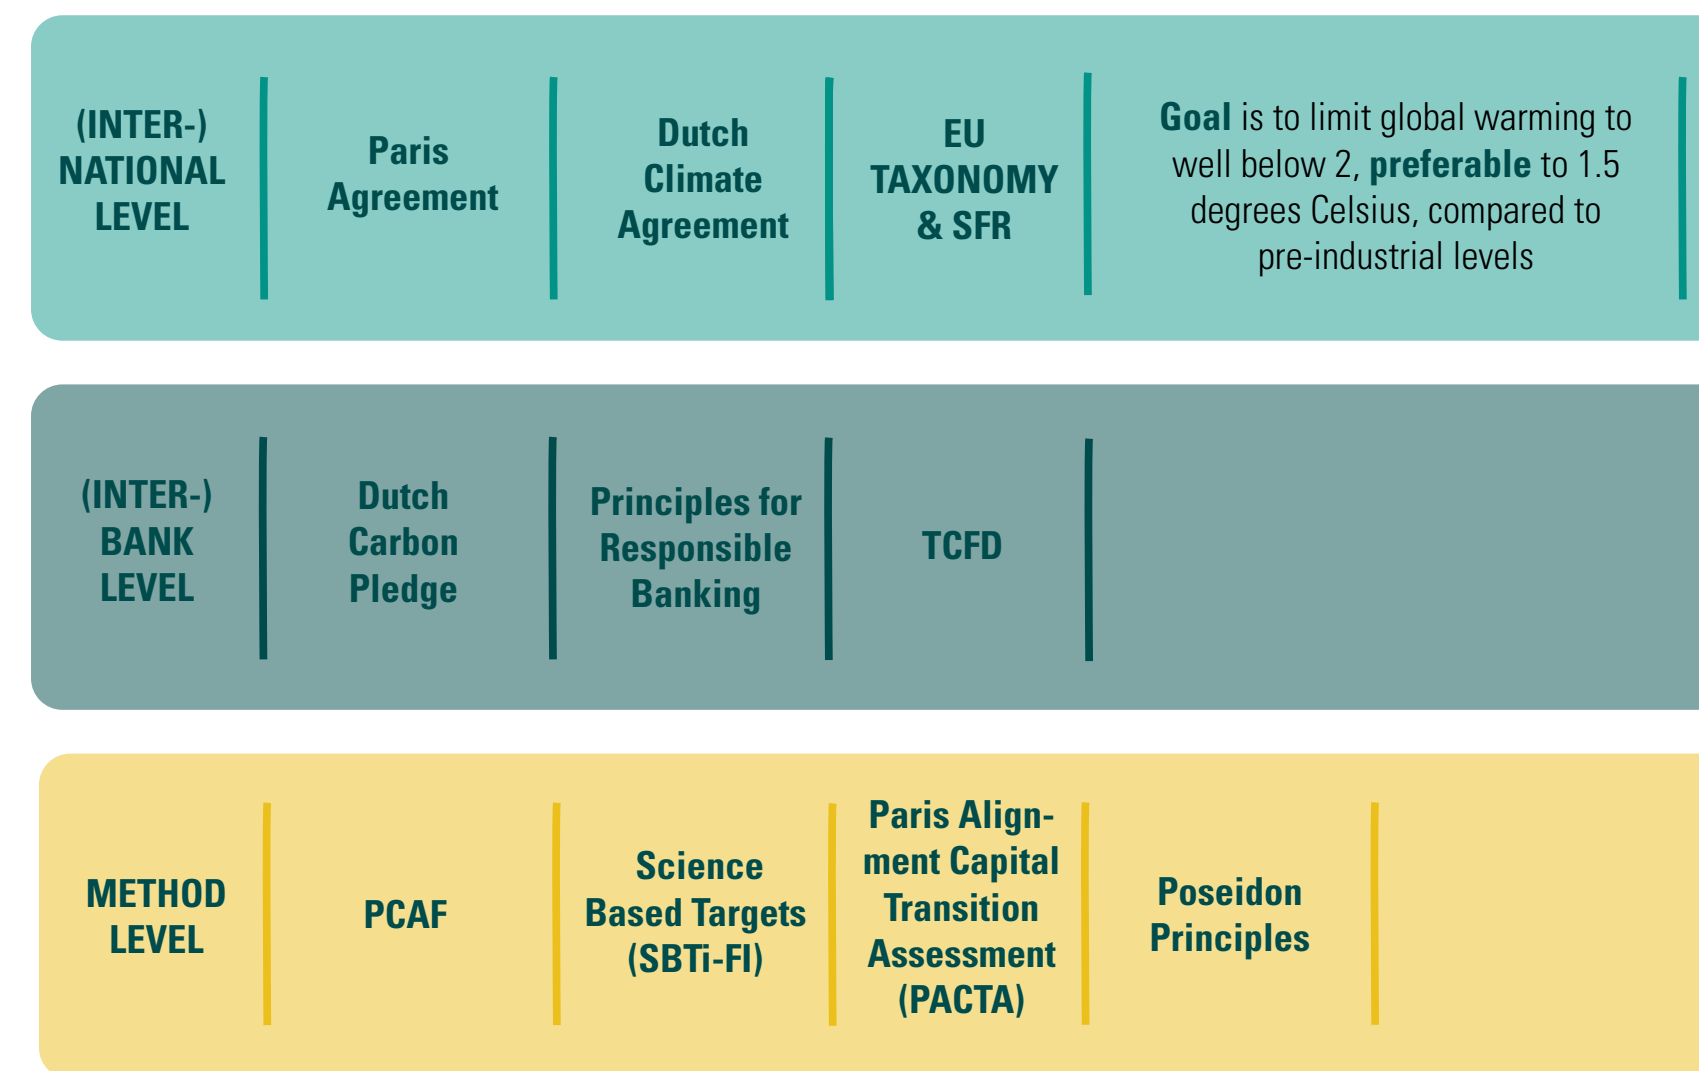 (INTER-)
NATIONAL
LEVEL
Paris
Agreement
Dutch
Climate
Agreement
EU
TAXONOMY
& SFR
Goal is to limit global warming to
well below 2, preferable to 1.5
degrees Celsius, compared to
pre-industrial levels
(INTER-)
BANK
LEVEL
Dutch
Carbon
Pledge
Principles for
Responsible
Banking
TCFD
METHOD
LEVEL
PCAF
Science
Based Targets
(SBTi-FI)
Paris Align-
ment Capital
Transition
Assessment
(PACTA)
Poseidon
Principles